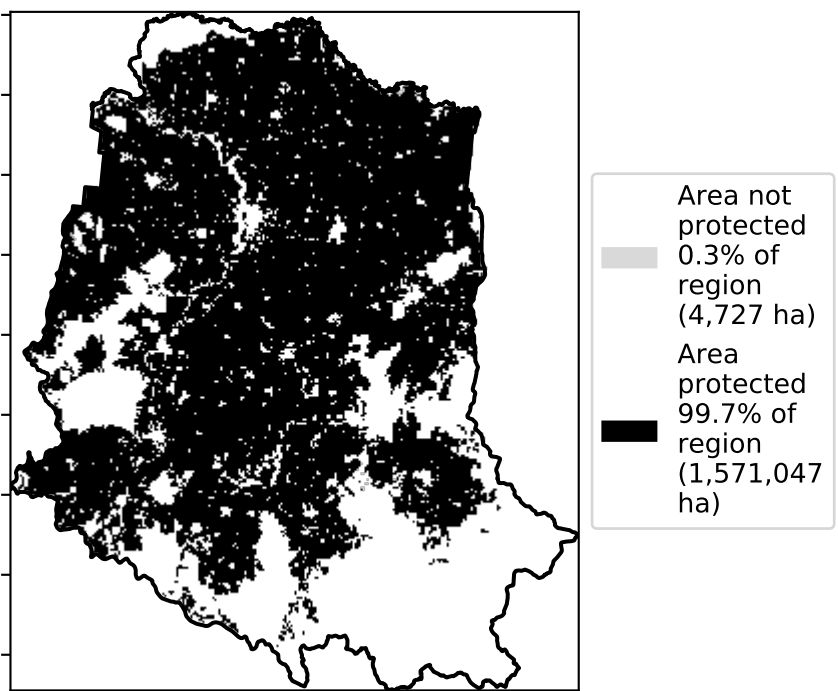 Area not
protected
0.3% of
region
(4,727 ha)
Area
protected
99.7% of
region
(1,571,047
ha)